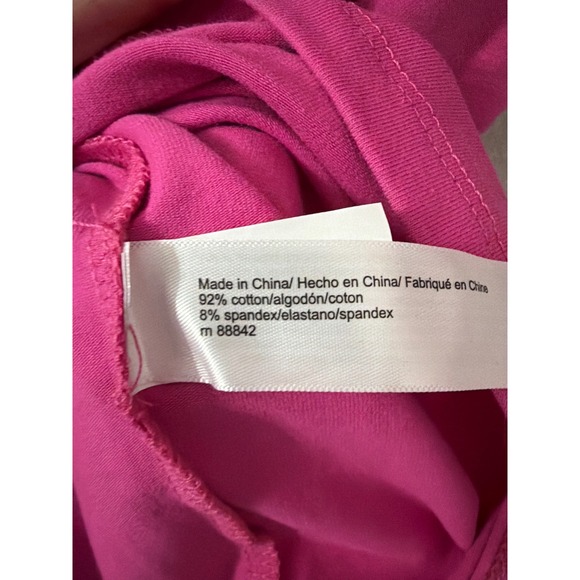 Made in China/ Hecho en China/ Fabriqué en Chine
92% cotton/algodón/coton
8% spandex/elastano/spandex
rn 88842